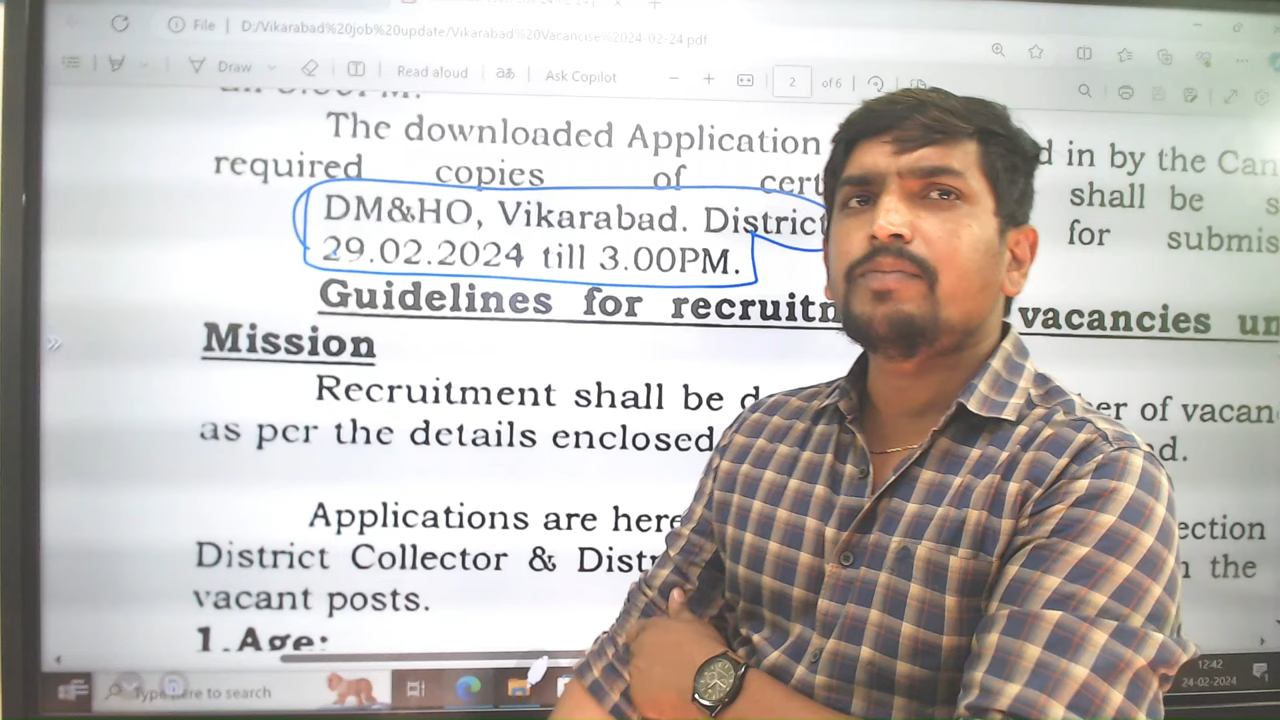 File | D:/Vikarabad%20job%20update/Vikarabad%20Vacancise%2024-02-24.pdf
Draw Read aloud Ask Copilot 2 of 6
The downloaded Application d in by the Can
required copies of cert shall be s
DM&HO, Vikarabad. District for submis
29.02.2024 till 3.00PM.
Guidelines for recruitn vacancies un
Mission
Recruitment shall be d er of vacan
as per the details enclosed d.
Applications are here ection
District Collector & Distr n the
vacant posts.
1.Age:
Type here to search
12:42
24-02-2024